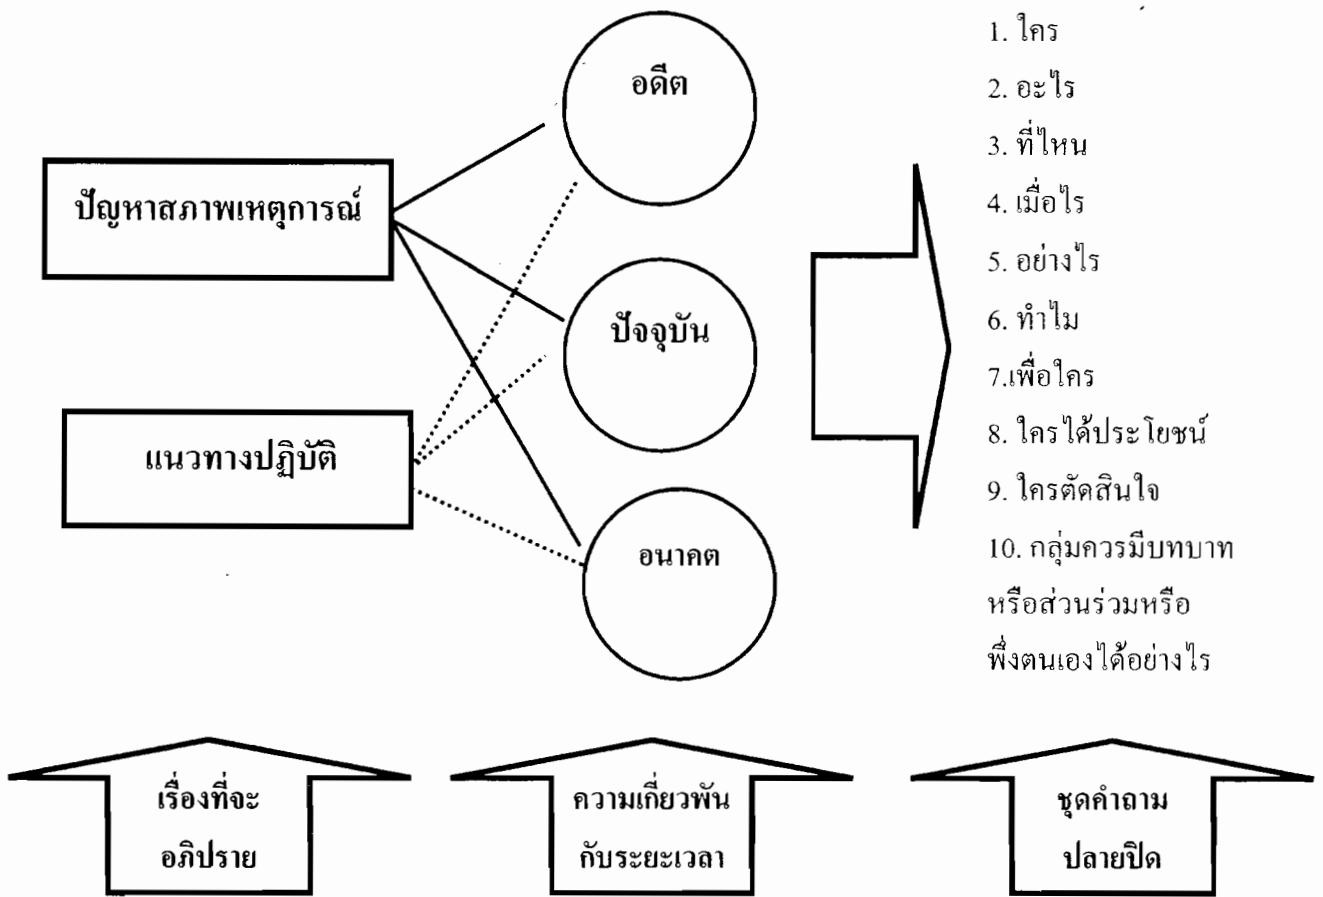 ปัญหาสภาพเหตุการณ์
แนวทางปฏิบัติ
อดีต
ปัจจุบัน
อนาคต
1. ใคร
2. อะไร
3. ที่ไหน
4. เมื่อไร
5. อย่างไร
6. ทำไม
7.เพื่อใคร
8. ใครได้ประโยชน์
9. ใครตัดสินใจ
10. กลุ่มควรมีบทบาท
หรือส่วนร่วมหรือ
พึ่งตนเองได้อย่างไร
เรื่องที่จะ
อภิปราย
ความเกี่ยวพัน
กับระยะเวลา
ชุดคำถาม
ปลายปิด